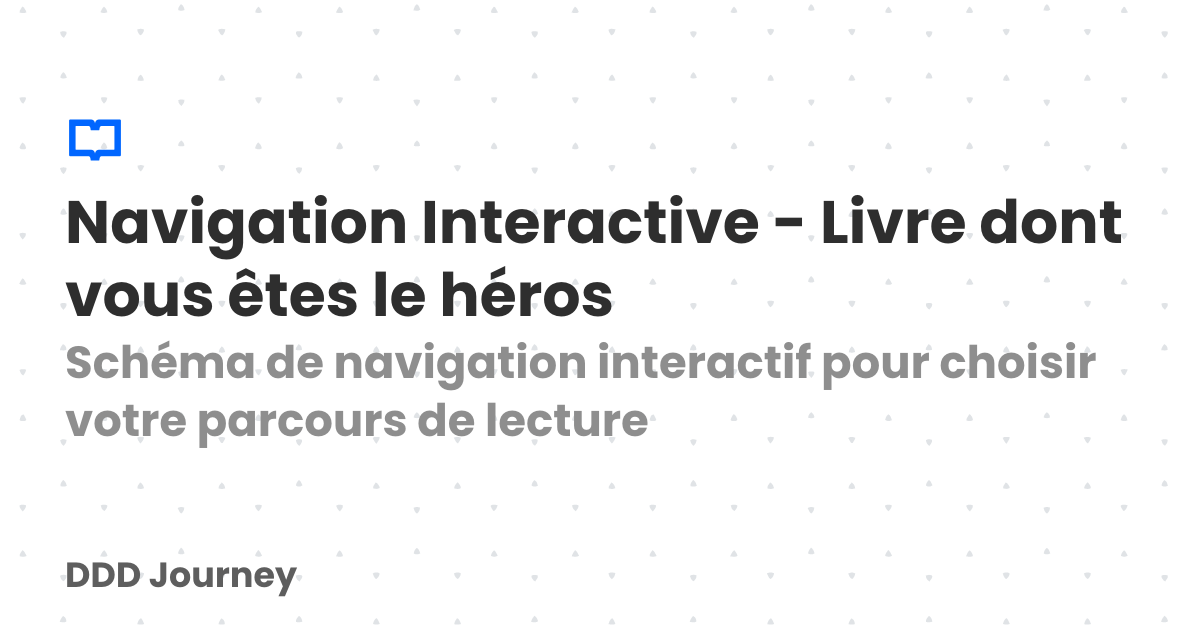 Navigation Interactive - Livre dont
vous êtes le héros
Schéma de navigation interactif pour choisir
votre parcours de lecture
DDD Journey